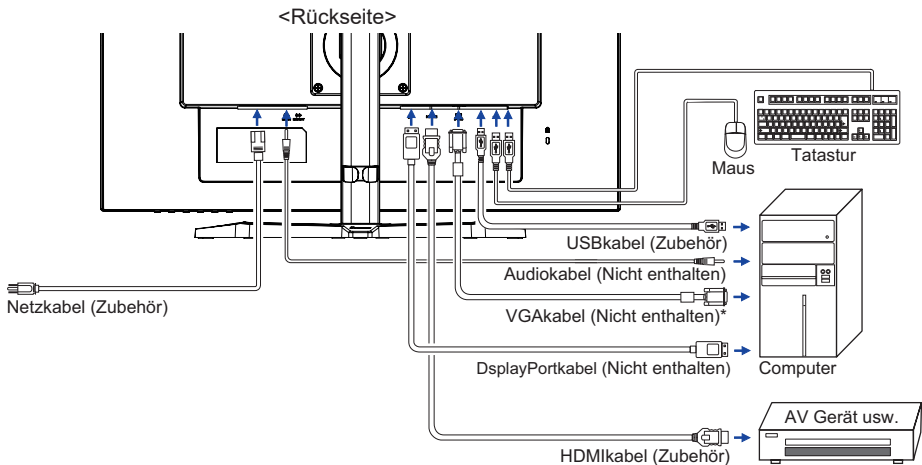 <Rückseite>
Maus
Tatastur
USBkabel (Zubehör)
Audiokabel (Nicht enthalten)
Netzkabel (Zubehör)
VGAkabel (Nicht enthalten)*
DsplayPortkabel (Nicht enthalten)
Computer
AV Gerät usw.
HDMIkabel (Zubehör)